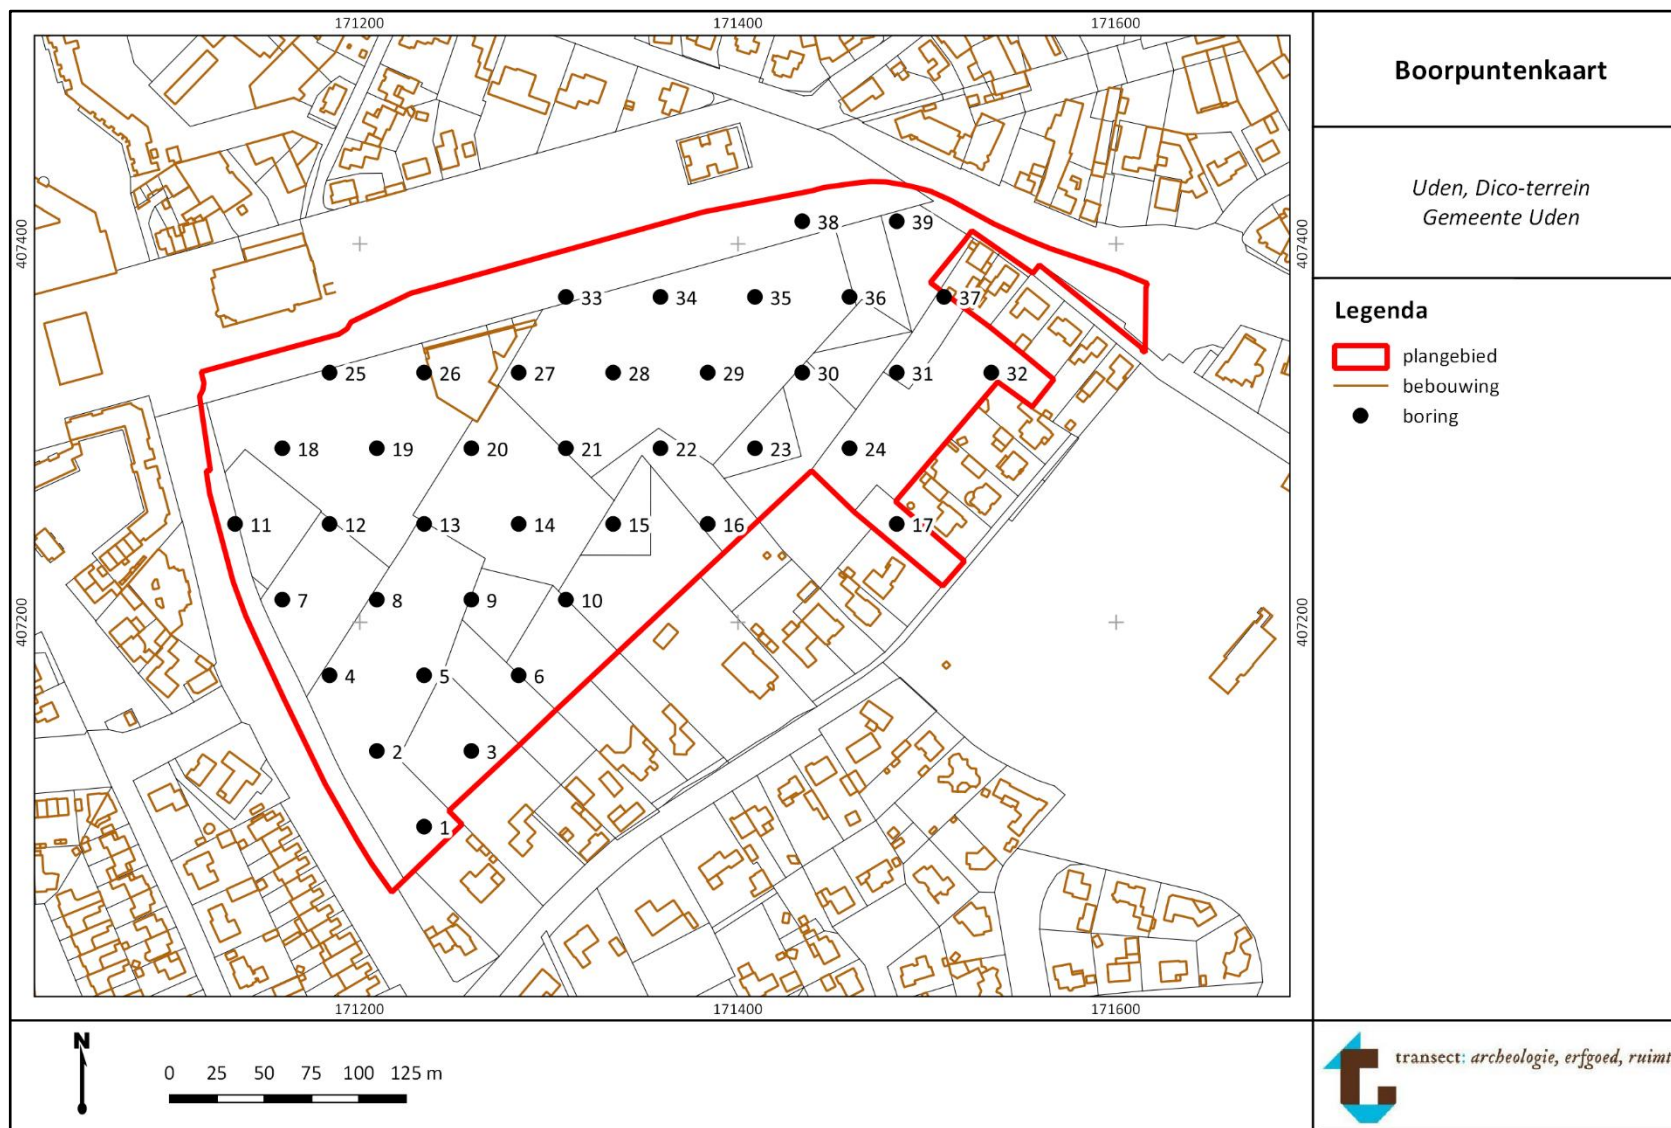 171200 171400 171600
407400 407400
407200 407200
38 39
33 34 35 36 37
25 26 27 28 29 30 31 32
18 19 20 21 22 23 24
11 12 13 14 15 16 17
7 8 9 10
4 5 6
2 3
1
171200 171400 171600
Boorpuntenkaart
Uden, Dico-terrein
Gemeente Uden
Legenda
plangebied
bebouwing
boring
N
0 25 50 75 100 125 m
transect: archeologie, erfgoed, ruimt